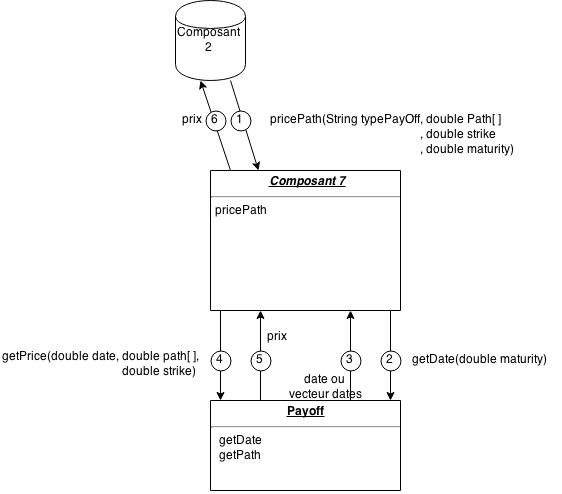 Composant
2
prix
6
1
pricePath(String typePayOff, double Path[ ]
, double strike
, double maturity)
Composant 7
pricePath
prix
getPrice(double date, double path[ ],
double strike)
4
5
3
2
getDate(double maturity)
date ou
vecteur dates
Payoff
getDate
getPath